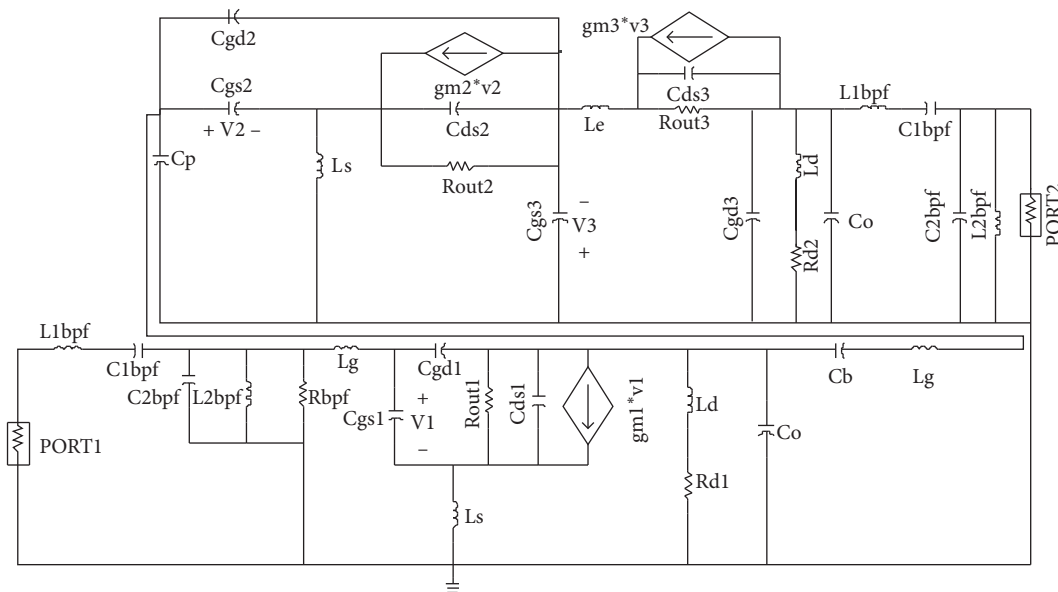 gm3*v3
Cgd2
Cgs2
gm2*v2
Cds3
L1bpf
+ V2 –
Cds2
Le
Rout3
C1bpf
Cp
Ls
Rout2
Ld
Cgs3
–
V3
+
Cgd3
Rd2
Co
C2bpf
L2bpf
PORT2
L1bpf
C1bpf
Lg
Cgd1
Cb
Lg
C2bpf
L2bpf
Rbpf
Cgs1
+
V1
–
Rout1
Cds1
gm1*v1
Ld
Co
PORT1
Rd1
Ls